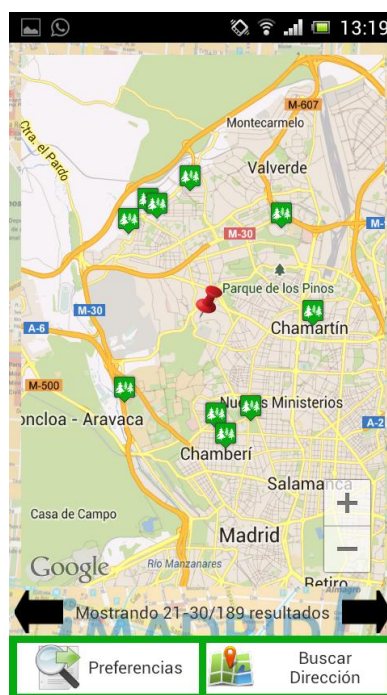 13:19
M-607
Montecarmelo
Ctra. el Pardo
Valverde
M-30
Parque de los Pinos
M-30
A-6
Chamartín
M-500
Nuevos Ministerios
oncloa - Aravaca
A-2
Chamberí
Salamanca
+
Casa de Campo
Madrid
−
Google
Río Manzanares
Retiro
Mostrando 21-30/189 resultados
MADRID
Preferencias
Buscar
Dirección